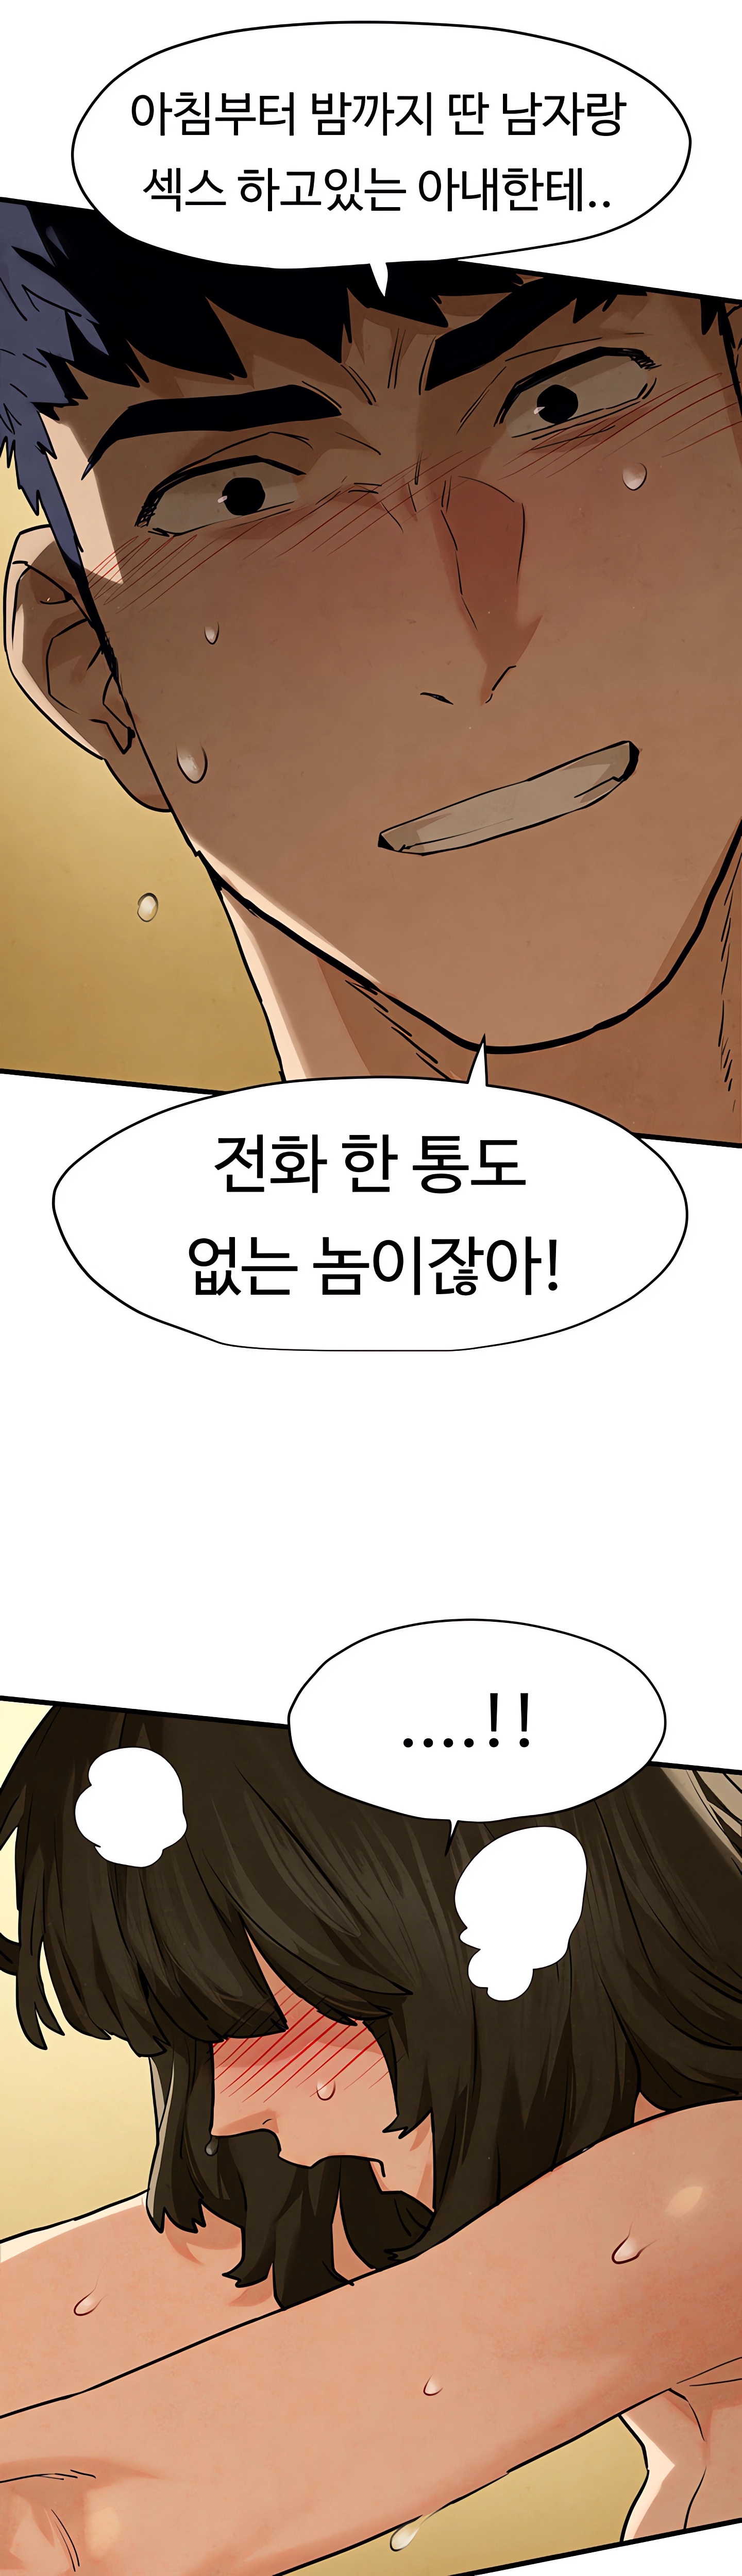 아침부터 밤까지 딴 남자랑
섹스 하고있는 아내한테..
전화 한 통도
없는 놈이잖아!
....!!